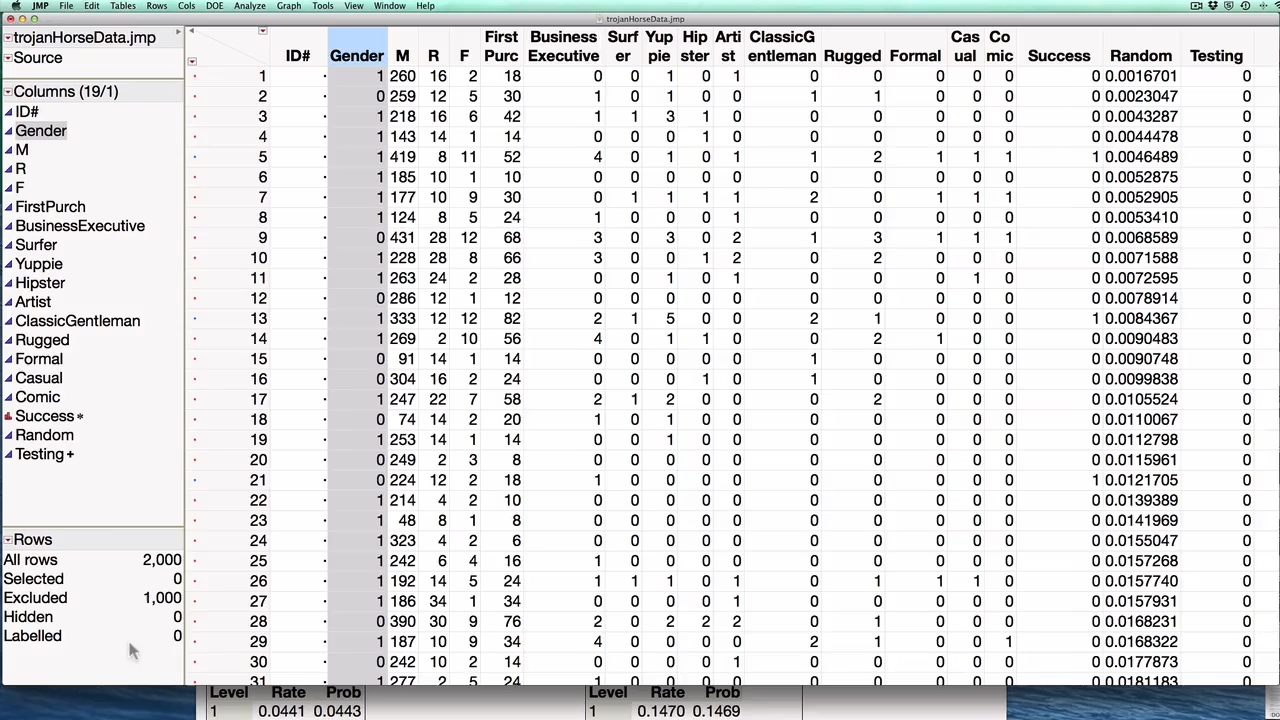 JMP File Edit Tables Rows Cols DOE Analyze Graph Tools View Window Help
trojanHorseData.jmp
trojanHorseData.jmp
Source
Columns (19/1)
ID#
Gender
M
R
F
FirstPurch
BusinessExecutive
Surfer
Yuppie
Hipster
Artist
ClassicGentleman
Rugged
Formal
Casual
Comic
Success *
Random
Testing +
Rows
All rows 2,000
Selected 0
Excluded 1,000
Hidden 0
Labelled 0
First Business Surf Yup Hip Arti ClassicG Cas Co
ID# Gender M R F Purc Executive er pie ster st entleman Rugged Formal ual mic Success Random Testing
1 • 1 260 16 2 18 0 0 1 0 1 0 0 0 0 0 0 0.0016701 0
2 • 0 259 12 5 30 1 0 1 0 0 1 1 0 0 0 0 0.0023047 0
3 • 1 218 16 6 42 1 1 3 1 0 0 0 0 0 0 0 0.0043287 0
4 • 1 143 14 1 14 0 0 0 1 0 0 0 0 0 0 0 0.0044478 0
5 • 1 419 8 11 52 4 0 1 0 1 1 2 1 1 1 1 0.0046489 0
6 • 1 185 10 1 10 0 0 0 0 0 0 0 0 0 0 0 0.0052875 0
7 • 1 177 10 9 30 0 1 1 1 1 2 0 1 1 1 0 0.0052905 0
8 • 1 124 8 5 24 1 0 0 0 1 0 0 0 0 0 0 0.0053410 0
9 • 0 431 28 12 68 3 0 3 0 2 1 3 1 1 1 0 0.0068589 0
10 • 1 228 28 8 66 3 0 0 1 2 0 2 0 0 0 0 0.0071588 0
11 • 1 263 24 2 28 0 0 1 0 1 0 0 0 1 0 0 0.0072595 0
12 • 0 286 12 1 12 0 0 0 0 0 0 0 0 0 0 0 0.0078914 0
13 • 1 333 12 12 82 2 1 5 0 0 2 1 0 0 0 1 0.0084367 0
14 • 1 269 2 10 56 4 0 1 1 0 0 2 1 0 0 0 0.0090483 0
15 • 0 91 14 1 14 0 0 0 0 0 1 0 0 0 0 0 0.0090748 0
16 • 0 304 16 2 24 0 0 0 1 0 1 0 0 0 0 0 0.0099838 0
17 • 1 247 22 7 58 2 1 2 0 0 0 2 0 0 0 0 0.0105524 0
18 • 0 74 14 2 20 1 0 1 0 0 0 0 0 0 0 0 0.0110067 0
19 • 1 253 14 1 14 0 0 1 0 0 0 0 0 0 0 0 0.0112798 0
20 • 0 249 2 3 8 0 0 0 0 0 0 0 0 0 0 0 0.0115961 0
21 • 0 224 12 2 18 1 0 0 0 0 0 0 0 0 0 1 0.0121705 0
22 • 1 214 4 2 10 0 0 0 0 0 0 0 0 0 0 0 0.0139389 0
23 • 1 48 8 1 8 0 0 0 0 0 0 0 0 0 0 0 0.0141969 0
24 • 1 323 4 2 6 0 0 0 0 0 0 0 0 0 0 0 0.0155047 0
25 • 1 242 6 4 16 1 0 0 0 0 0 0 0 0 0 0 0.0157268 0
26 • 1 192 14 5 24 1 1 1 0 1 0 1 1 1 0 0 0.0157740 0
27 • 1 186 34 1 34 0 0 0 0 1 0 0 0 0 0 0 0.0157931 0
28 • 0 390 30 9 76 2 0 2 2 2 0 1 0 0 0 0 0.0168231 0
29 • 1 187 10 9 34 4 0 0 0 0 2 1 0 0 1 0 0.0168322 0
30 • 0 242 10 2 14 0 0 0 0 1 0 0 0 0 0 0 0.0177873 0
31 • 1 277 2 5 24 1 0 0 0 0 0 0 0 0 0 0 0.0181183 0
Level Rate Prob Level Rate Prob
1 0.0441 0.0443 1 0.1470 0.1469